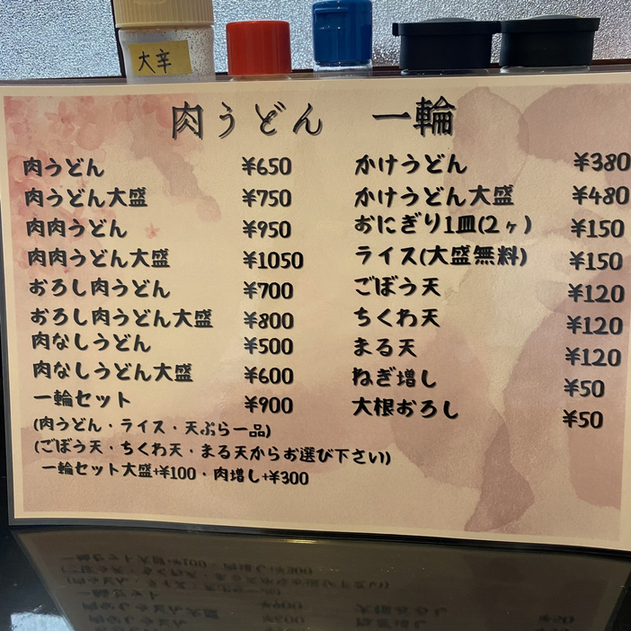 大辛
肉うどん 一輪
肉うどん ¥650
肉うどん大盛 ¥750
肉肉うどん ¥950
肉肉うどん大盛 ¥1050
おろし肉うどん ¥700
おろし肉うどん大盛 ¥800
肉なしうどん ¥500
肉なしうどん大盛 ¥600
一輪セット ¥900
(肉うどん・ライス・天ぷら一品)
(ごぼう天・ちくわ天・まる天からお選び下さい)
一輪セット大盛+¥100・肉増し+¥300
かけうどん ¥380
かけうどん大盛 ¥480
おにぎり1皿(2ヶ) ¥150
ライス(大盛無料) ¥150
ごぼう天 ¥120
ちくわ天 ¥120
まる天 ¥120
ねぎ増し ¥50
大根おろし ¥50